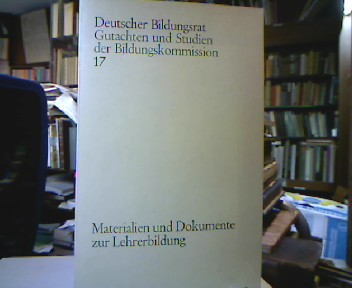 Deutscher Bildungsrat
Gutachten und Studien
der Bildungskommission
17
Materialien und Dokumente
zur Lehrerbildung